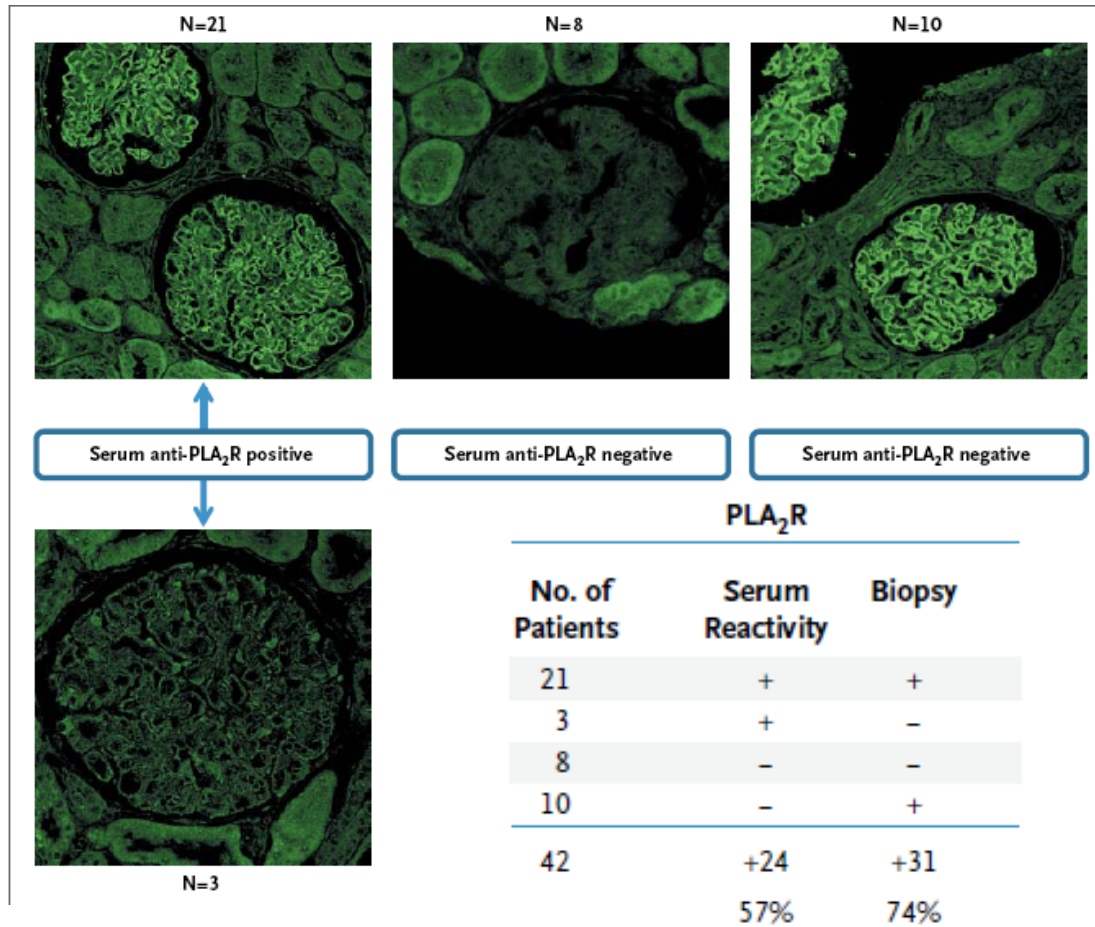 N=21
N=8
N=10
Serum anti-PLA₂R positive
Serum anti-PLA₂R negative
Serum anti-PLA₂R negative
N=3
PLA₂R
No. of Patients Serum Reactivity Biopsy
21 + +
3 + –
8 – –
10 – +
42 +24 +31
57% 74%